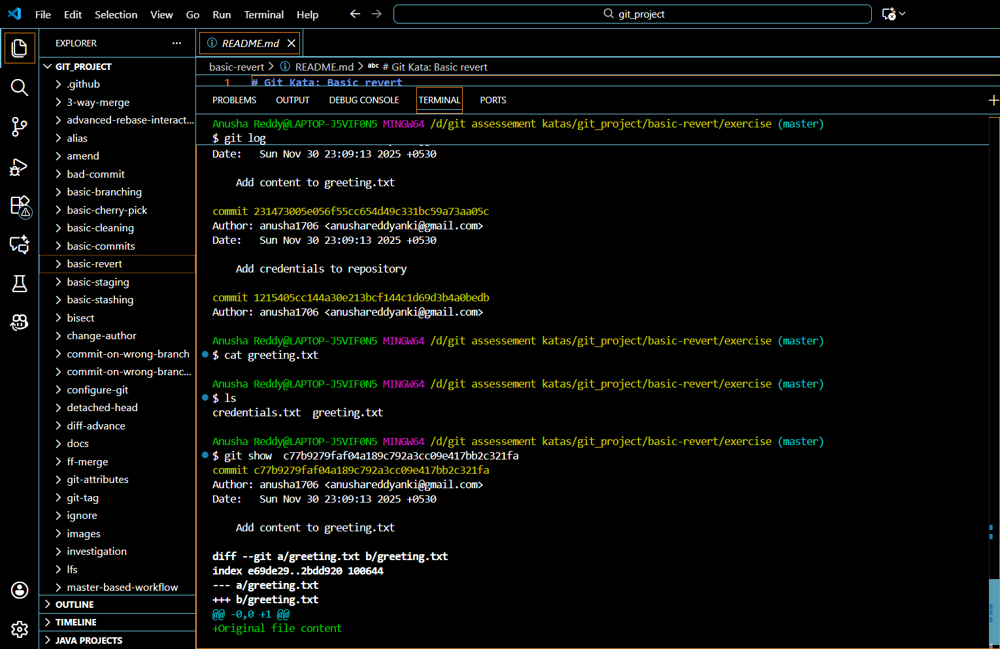 File Edit Selection View Go Run Terminal Help git_project
EXPLORER
GIT_PROJECT
.github
3-way-merge
advanced-rebase-interact...
alias
amend
bad-commit
basic-branching
basic-cherry-pick
basic-cleaning
basic-commits
basic-revert
basic-staging
basic-stashing
bisect
change-author
commit-on-wrong-branch
commit-on-wrong-branc...
configure-git
detached-head
diff-advance
docs
ff-merge
git-attributes
git-tag
ignore
images
investigation
lfs
master-based-workflow
OUTLINE
TIMELINE
JAVA PROJECTS
README.md
basic-revert > README.md > abc # Git Kata: Basic revert
1 # Git Kata: Basic revert
PROBLEMS OUTPUT DEBUG CONSOLE TERMINAL PORTS
Anusha Reddy@LAPTOP-J5VIF0N5 MINGW64 /d/git assessement katas/git_project/basic-revert/exercise (master)
$ git log
Date:   Sun Nov 30 23:09:13 2025 +0530
Add content to greeting.txt
commit 231473005e056f55cc654d49c331bc59a73aa05c
Author: anusha1706 <anushareddyanki@gmail.com>
Date:   Sun Nov 30 23:09:13 2025 +0530
Add credentials to repository
commit 1215405cc144a30e213bcf144c1d69d3b4a0bedb
Author: anusha1706 <anushareddyanki@gmail.com>
Anusha Reddy@LAPTOP-J5VIF0N5 MINGW64 /d/git assessement katas/git_project/basic-revert/exercise (master)
$ cat greeting.txt
Anusha Reddy@LAPTOP-J5VIF0N5 MINGW64 /d/git assessement katas/git_project/basic-revert/exercise (master)
$ ls
credentials.txt  greeting.txt
Anusha Reddy@LAPTOP-J5VIF0N5 MINGW64 /d/git assessement katas/git_project/basic-revert/exercise (master)
$ git show  c77b9279faf04a189c792a3cc09e417bb2c321fa
commit c77b9279faf04a189c792a3cc09e417bb2c321fa
Author: anusha1706 <anushareddyanki@gmail.com>
Date:   Sun Nov 30 23:09:13 2025 +0530
Add content to greeting.txt
diff --git a/greeting.txt b/greeting.txt
index e69de29..2bdd920 100644
--- a/greeting.txt
+++ b/greeting.txt
@@ -0,0 +1 @@
+Original file content